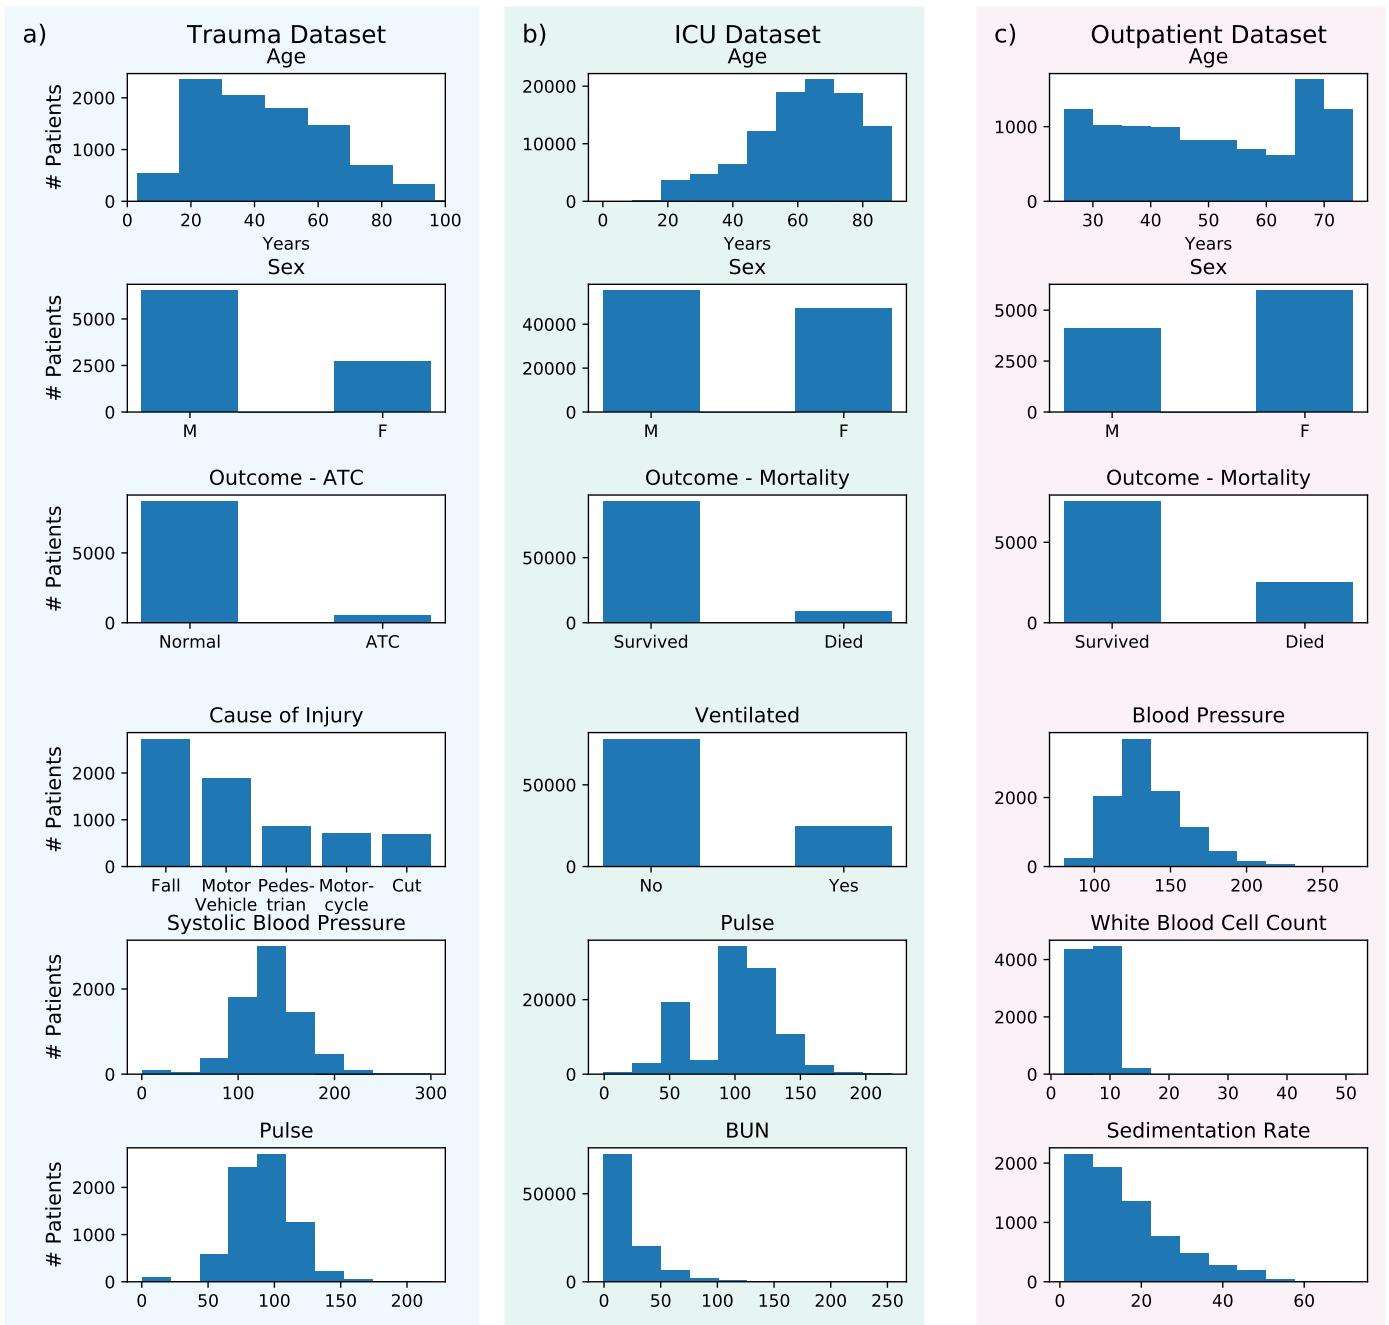 a) Trauma Dataset
Age
# Patients
2000
1000
0
0 20 40 60 80 100
Years
Sex
# Patients
5000
2500
0
M F
Outcome - ATC
# Patients
5000
0
Normal ATC
Cause of Injury
# Patients
2000
1000
0
Fall Motor Pedes- Motor- Cut
Vehicle trian cycle
Systolic Blood Pressure
# Patients
2000
0
0 100 200 300
Pulse
# Patients
2000
1000
0
0 50 100 150 200
b) ICU Dataset
Age
20000
10000
0
0 20 40 60 80
Years
Sex
40000
20000
0
M F
Outcome - Mortality
50000
0
Survived Died
Ventilated
50000
0
No Yes
Pulse
20000
0
0 50 100 150 200
BUN
50000
0
0 50 100 150 200 250
c) Outpatient Dataset
Age
1000
0
30 40 50 60 70
Years
Sex
5000
2500
0
M F
Outcome - Mortality
5000
0
Survived Died
Blood Pressure
2000
0
100 150 200 250
White Blood Cell Count
4000
2000
0
0 10 20 30 40 50
Sedimentation Rate
2000
1000
0
0 20 40 60